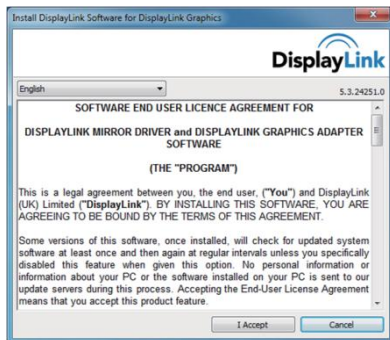 Install DisplayLink Software for DisplayLink Graphics
DisplayLink
English
5.3.24251.0
SOFTWARE END USER LICENCE AGREEMENT FOR
DISPLAYLINK MIRROR DRIVER and DISPLAYLINK GRAPHICS ADAPTER
SOFTWARE
(THE "PROGRAM")
This is a legal agreement between you, the end user, ("You") and DisplayLink
(UK) Limited ("DisplayLink"). BY INSTALLING THIS SOFTWARE, YOU ARE
AGREEING TO BE BOUND BY THE TERMS OF THIS AGREEMENT.
Some versions of this software, once installed, will check for updated system
software at least once and then again at regular intervals unless you specifically
disabled this feature when given this option. No personal information or
information about your PC or the software installed on your PC is sent to our
update servers during this process. Accepting the End-User License Agreement
means that you accept this product feature.
I Accept
Cancel